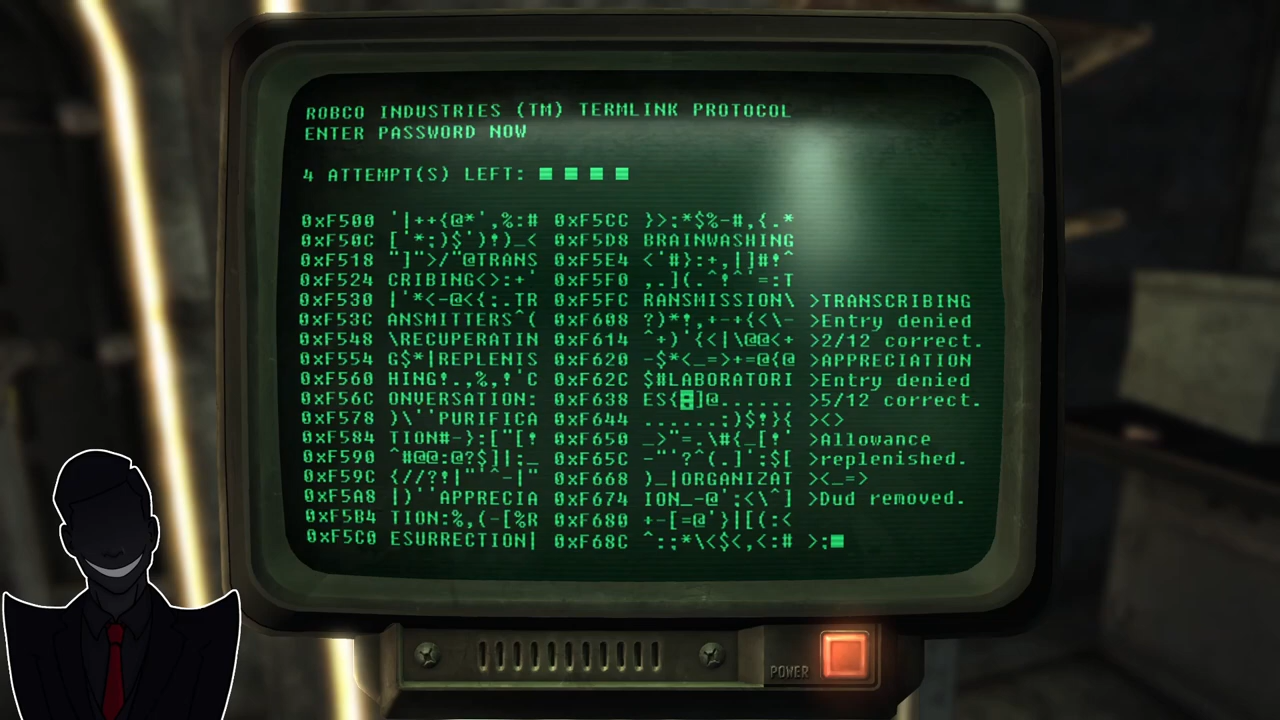 ROBCO INDUSTRIES (TM) TERMLINK PROTOCOL
ENTER PASSWORD NOW
4 ATTEMPT(S) LEFT: ■ ■ ■ ■
0xF500 '|++{@*',%:# 0xF5CC }>:*$%-#,{.*
0xF50C ['*;)$')!)_< 0xF5D8 BRAINWASHING
0xF518 "]">/"@TRANS 0xF5E4 <'#}:+,|]#!^
0xF524 CRIBING<>:+' 0xF5F0 ,.](.^!^'=:T
0xF530 |'*<-@<{;.TR 0xF5FC RANSMISSION\ >TRANSCRIBING
0xF53C ANSMITTERS^( 0xF608 ?)*!,+-+{<\- >Entry denied
0xF548 \RECUPERATIN 0xF614 ^+)'{<|\@@<+ >2/12 correct.
0xF554 G$*|REPLENIS 0xF620 -$*<_=>+=@{@ >APPRECIATION
0xF560 HING!.,%,!'C 0xF62C $#LABORATORI >Entry denied
0xF56C ONVERSATION: 0xF638 ES{-]@...... >5/12 correct.
0xF578 }\''PURIFICA 0xF644 ......;)$!}{ ><>
0xF584 TION#-}:["[! 0xF650 _>"=.\#{_[!' >Allowance
0xF590 ^#@@:@?$]|;_ 0xF65C -"'?^(.]';$[ >replenished.
0xF59C {//?!|"'^-|" 0xF668 )_|ORGANIZAT ><_=>
0xF5A8 |)''APPRECIA 0xF674 ION_-@';<\^] >Dud removed.
0xF5B4 TION:%,(-[%R 0xF680 +-[=@'}|[(:<
0xF5C0 ESURRECTION| 0xF68C ^:;*\<$<,<:# >;■
POWER